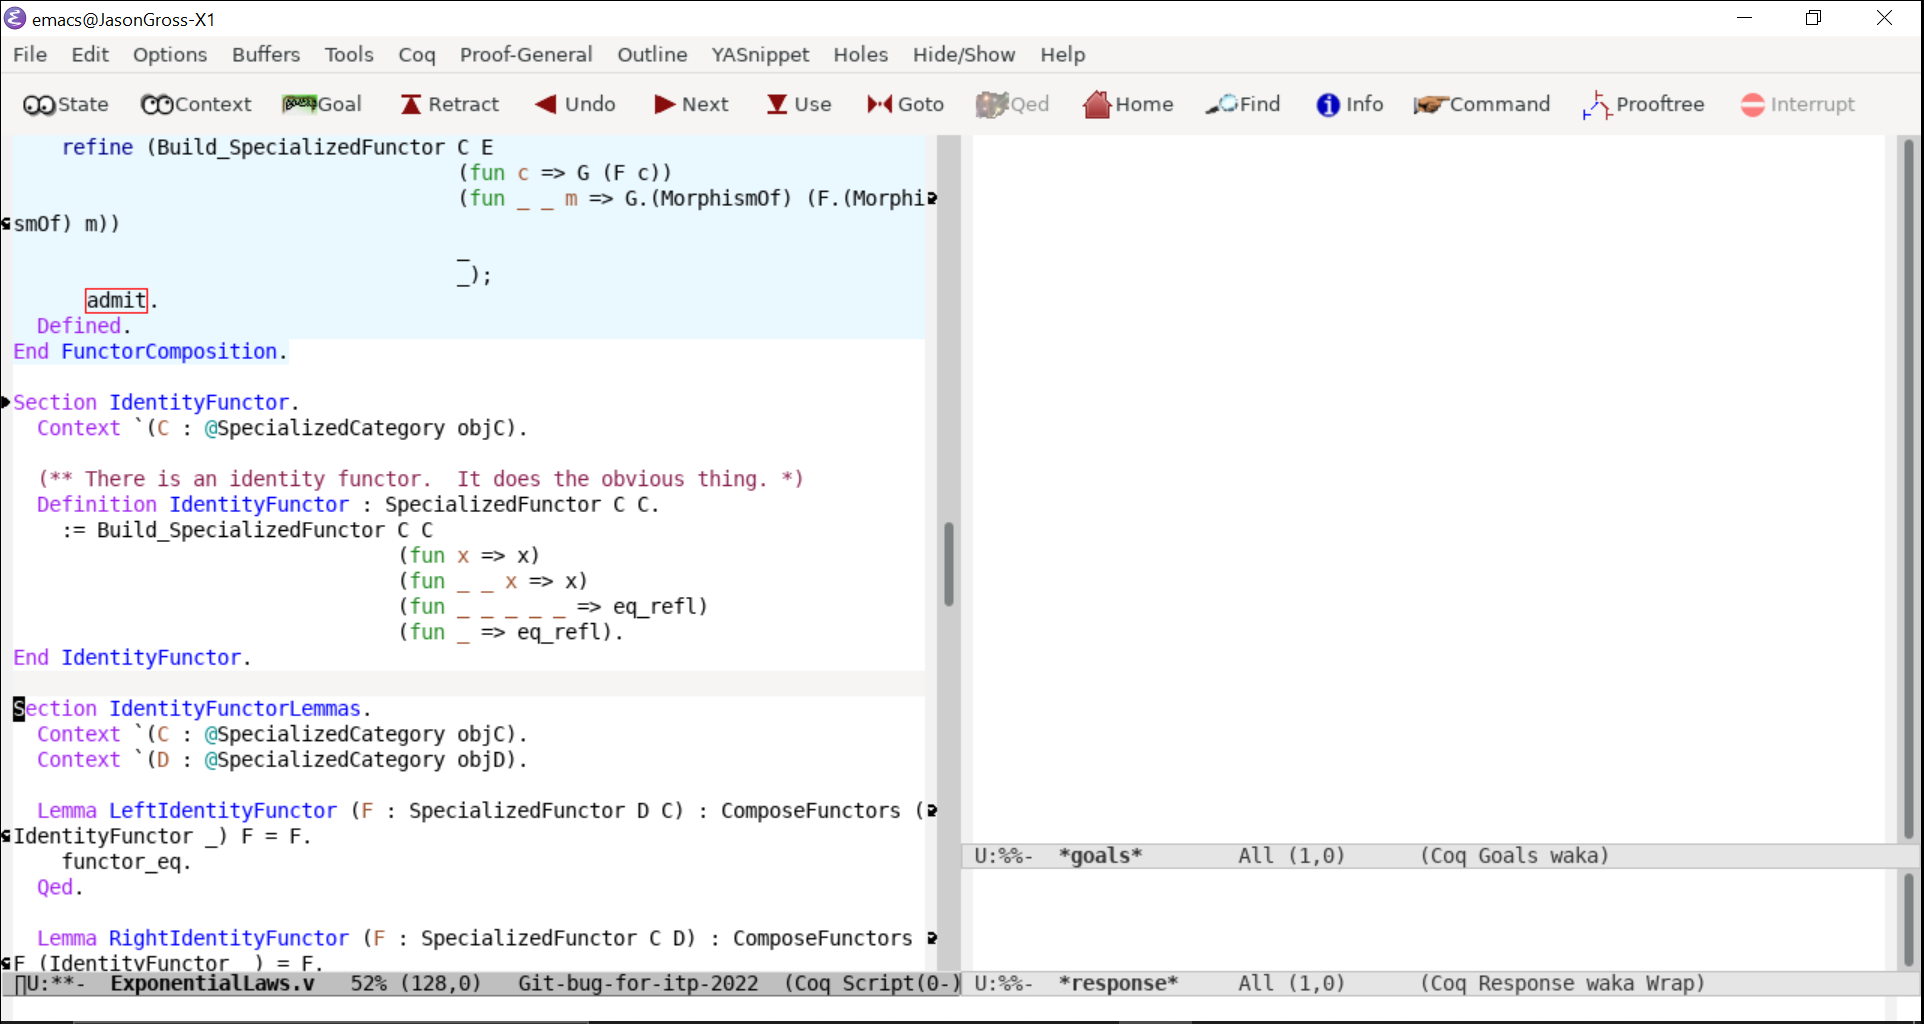 emacs@JasonGross-X1
File Edit Options Buffers Tools Coq Proof-General Outline YASnippet Holes Hide/Show Help
State Context Goal Retract Undo Next Use Goto Qed Home Find Info Command Prooftree Interrupt
    refine (Build_SpecializedFunctor C E
                                     (fun c => G (F c))
                                     (fun _ _ m => G.(MorphismOf) (F.(Morphi
smOf) m))
                                     _
                                     _);
      admit.
  Defined.
End FunctorComposition.

Section IdentityFunctor.
  Context `(C : @SpecializedCategory objC).

  (** There is an identity functor.  It does the obvious thing. *)
  Definition IdentityFunctor : SpecializedFunctor C C.
    := Build_SpecializedFunctor C C
                                (fun x => x)
                                (fun _ _ x => x)
                                (fun _ _ _ _ _ => eq_refl)
                                (fun _ => eq_refl).
End IdentityFunctor.

Section IdentityFunctorLemmas.
  Context `(C : @SpecializedCategory objC).
  Context `(D : @SpecializedCategory objD).

  Lemma LeftIdentityFunctor (F : SpecializedFunctor D C) : ComposeFunctors (
IdentityFunctor _) F = F.
    functor_eq.
  Qed.

  Lemma RightIdentityFunctor (F : SpecializedFunctor C D) : ComposeFunctors
F (IdentityFunctor _) = F.
U:**-  ExponentialLaws.v   52% (128,0)   Git-bug-for-itp-2022  (Coq Script(0-)
U:%%-  *goals*        All (1,0)      (Coq Goals waka)
U:%%-  *response*     All (1,0)      (Coq Response waka Wrap)